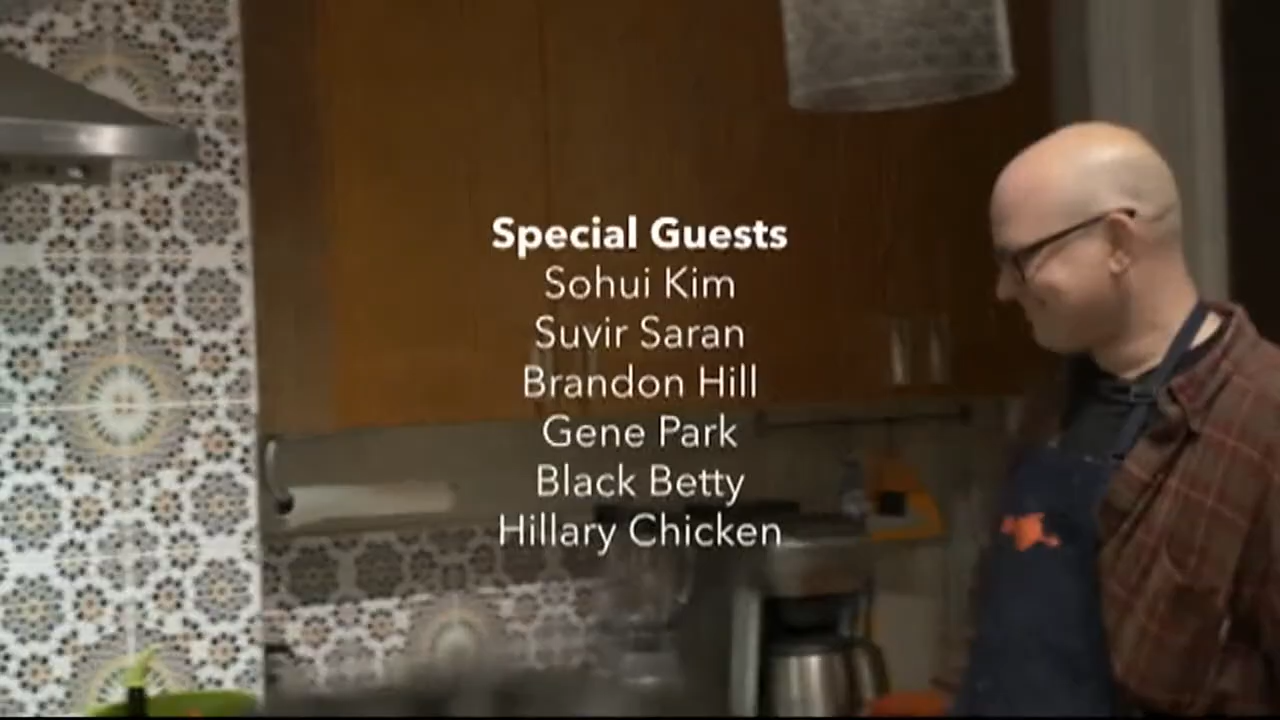 Special Guests
Sohui Kim
Suvir Saran
Brandon Hill
Gene Park
Black Betty
Hillary Chicken